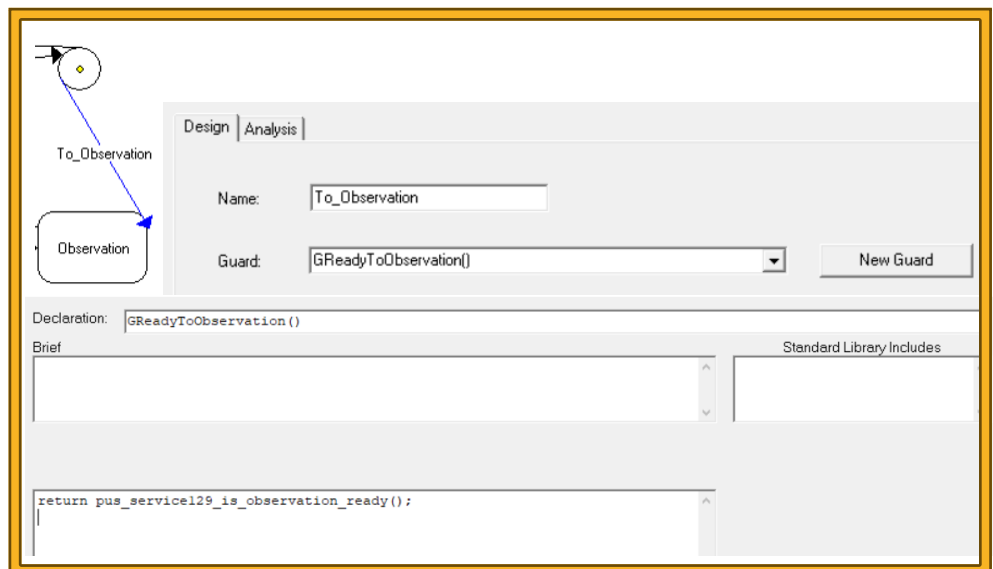 To_Observation
Observation
Design Analysis
Name: To_Observation
Guard: GReadyToObservation() New Guard
Declaration: GReadyToObservation()
Brief Standard Library Includes
return pus_service129_is_observation_ready();